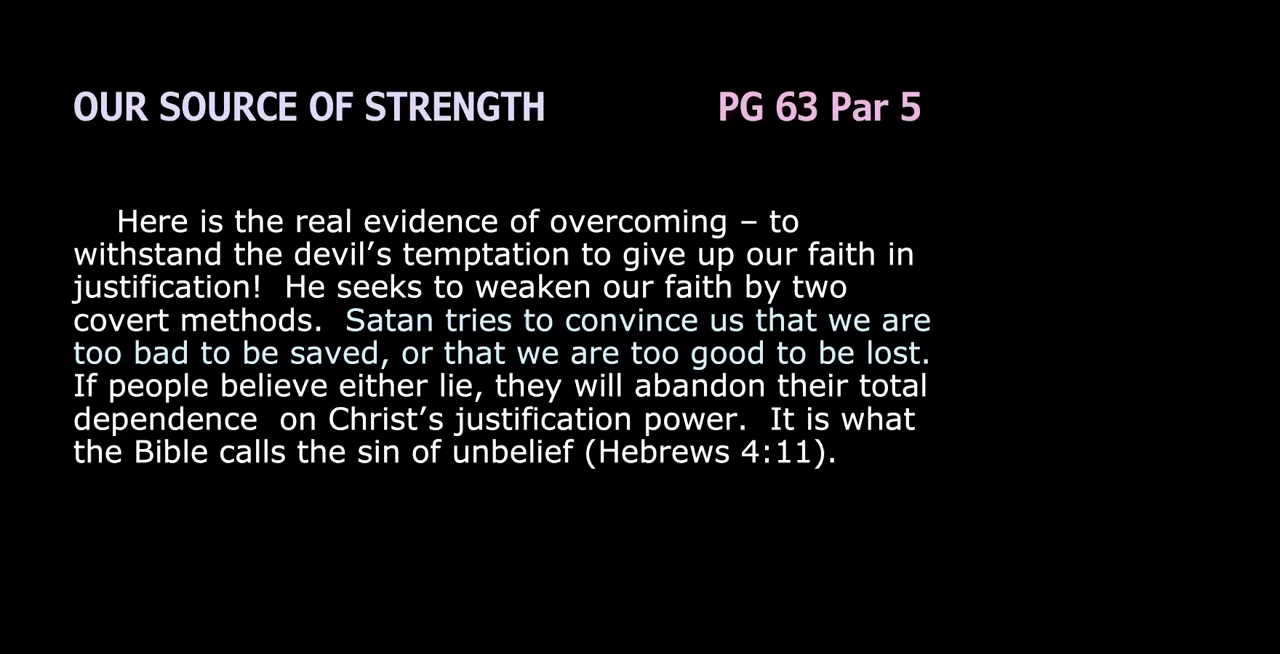 OUR SOURCE OF STRENGTH PG 63 Par 5
Here is the real evidence of overcoming – to
withstand the devil’s temptation to give up our faith in
justification! He seeks to weaken our faith by two
covert methods. Satan tries to convince us that we are
too bad to be saved, or that we are too good to be lost.
If people believe either lie, they will abandon their total
dependence on Christ’s justification power. It is what
the Bible calls the sin of unbelief (Hebrews 4:11).